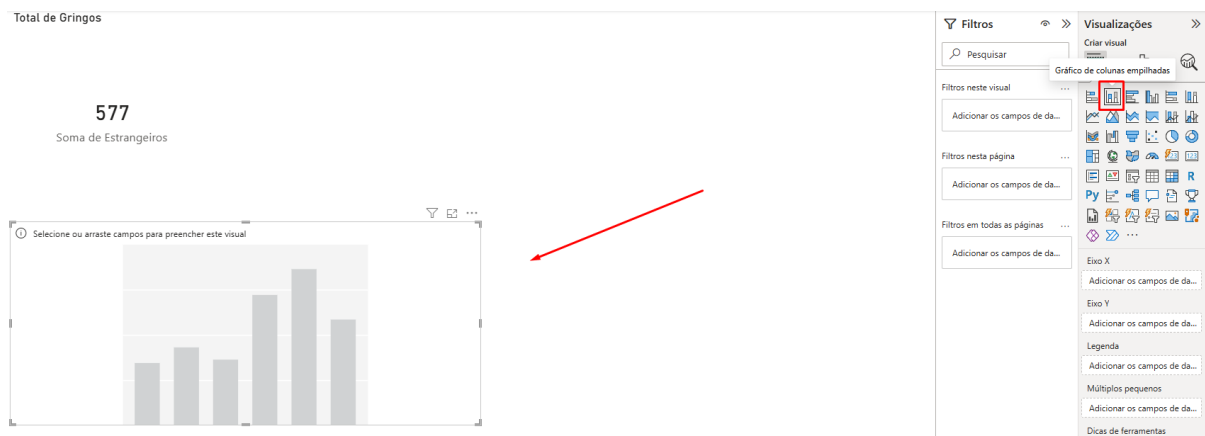 Total de Gringos
577
Soma de Estrangeiros
Selecione ou arraste campos para preencher este visual
Filtros
Pesquisar
Filtros neste visual
Adicionar os campos de da...
Filtros nesta página
Adicionar os campos de da...
Filtros em todas as páginas
Adicionar os campos de da...
Visualizações
Criar visual
Gráfico de colunas empilhadas
123
123
R
Py
Eixo X
Adicionar os campos de da...
Eixo Y
Adicionar os campos de da...
Legenda
Adicionar os campos de da...
Múltiplos pequenos
Adicionar os campos de da...
Dicas de ferramentas